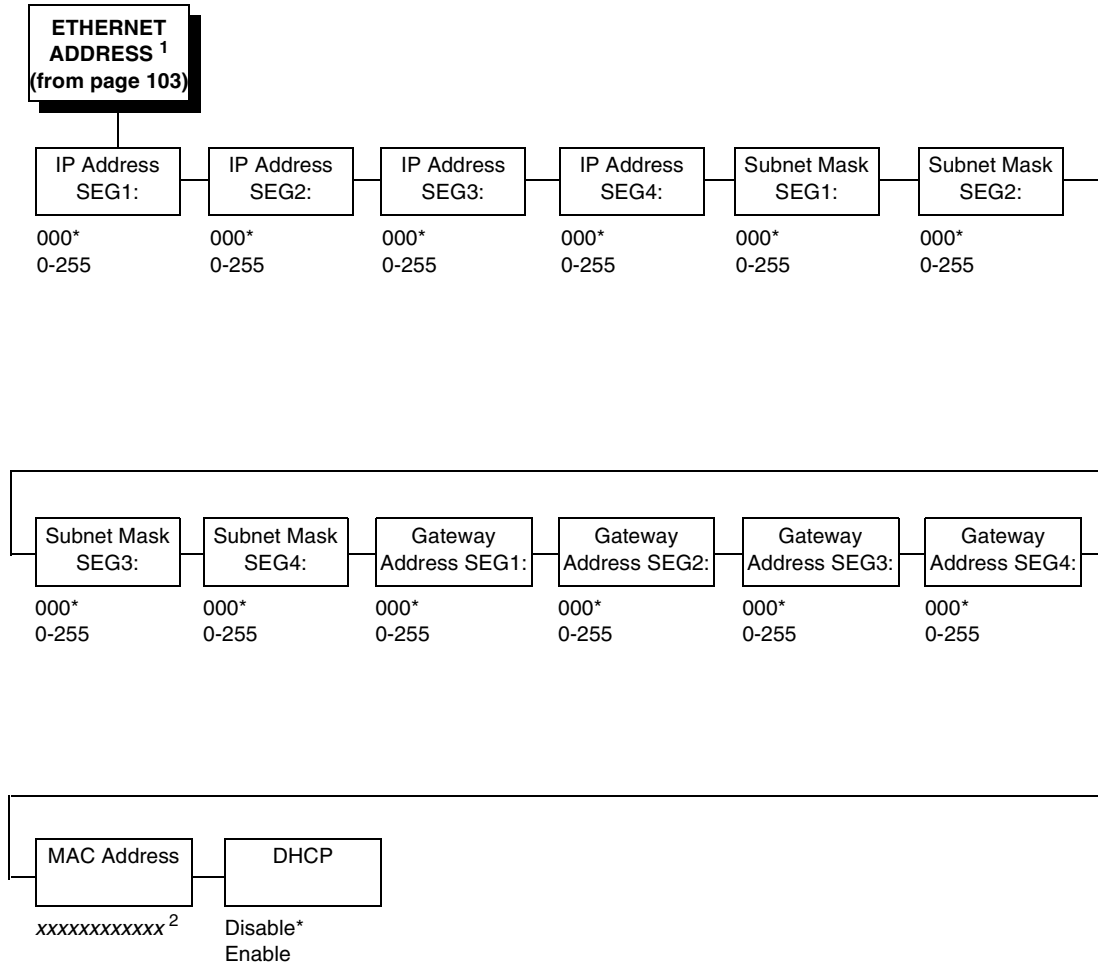 ETHERNET
ADDRESS 1
(from page 103)
IP Address
SEG1:
IP Address
SEG2:
IP Address
SEG3:
IP Address
SEG4:
Subnet Mask
SEG1:
Subnet Mask
SEG2:
000*
0-255
000*
0-255
000*
0-255
000*
0-255
000*
0-255
000*
0-255
Subnet Mask
SEG3:
Subnet Mask
SEG4:
Gateway
Address SEG1:
Gateway
Address SEG2:
Gateway
Address SEG3:
Gateway
Address SEG4:
000*
0-255
000*
0-255
000*
0-255
000*
0-255
000*
0-255
000*
0-255
MAC Address
DHCP
xxxxxxxxxxxx 2
Disable*
Enable